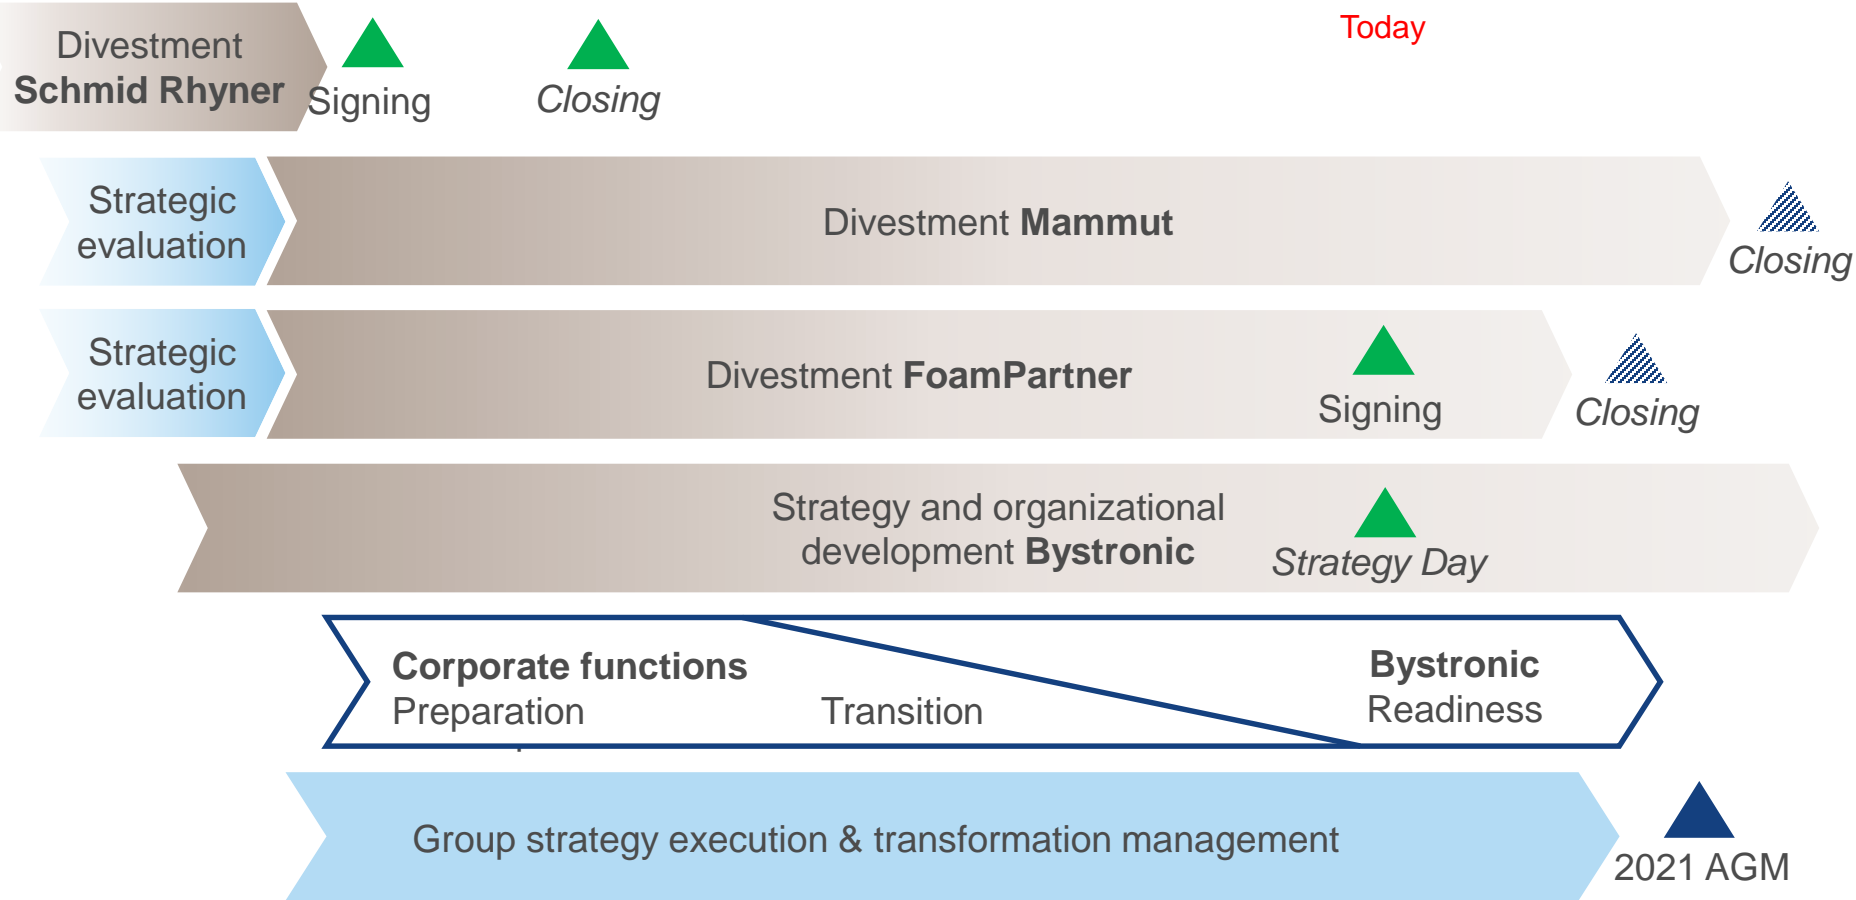 Today
Divestment
Schmid Rhyner
Signing
Closing
Strategic
evaluation
Divestment Mammut
Closing
Strategic
evaluation
Divestment FoamPartner
Signing
Closing
Strategy and organizational
development Bystronic
Strategy Day
Corporate functions
Preparation
Transition
Bystronic
Readiness
Group strategy execution & transformation management
2021 AGM